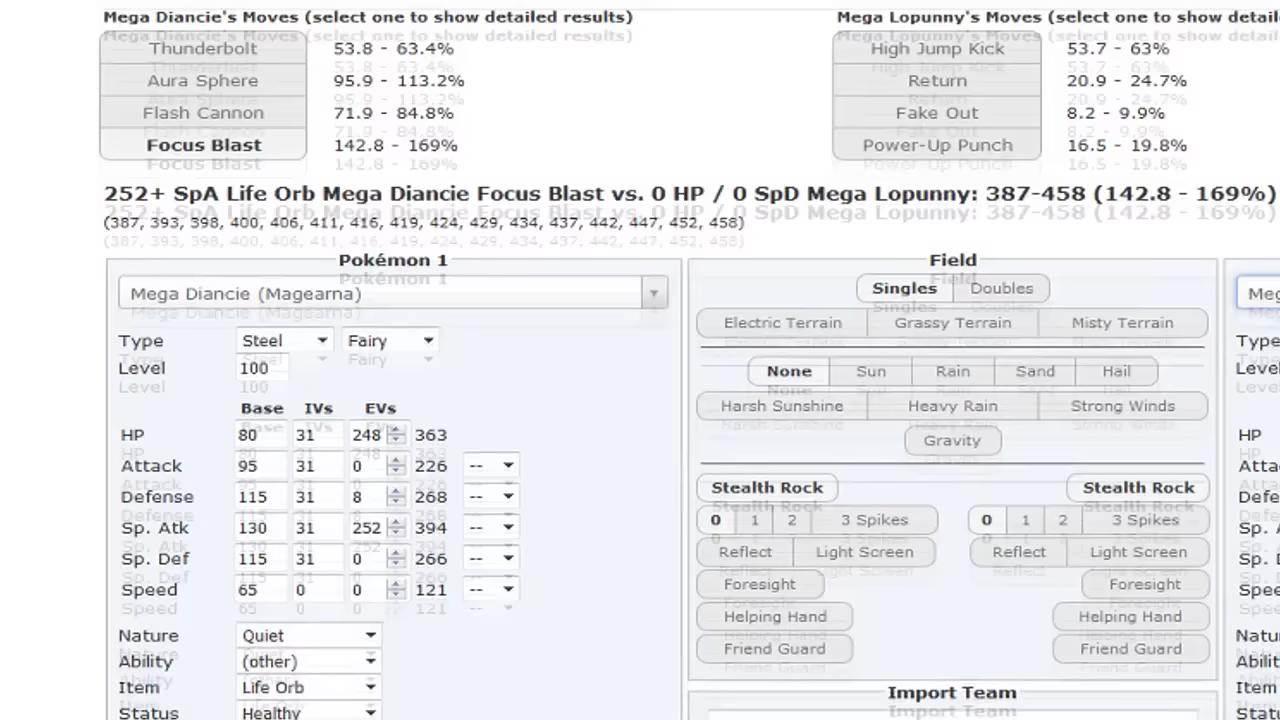 Mega Diancie's Moves (select one to show detailed results)
Thunderbolt 53.8 - 63.4%
Aura Sphere 95.9 - 113.2%
Flash Cannon 71.9 - 84.8%
Focus Blast 142.8 - 169%
Mega Lopunny's Moves (select one to show detail
High Jump Kick 53.7 - 63%
Return 20.9 - 24.7%
Fake Out 8.2 - 9.9%
Power-Up Punch 16.5 - 19.8%
252+ SpA Life Orb Mega Diancie Focus Blast vs. 0 HP / 0 SpD Mega Lopunny: 387-458 (142.8 - 169%)
(387, 393, 398, 400, 406, 411, 416, 419, 424, 429, 434, 437, 442, 447, 452, 458)
Pokémon 1
Mega Diancie (Magearna)
Type Steel Fairy
Level 100
Base IVs EVs
HP 80 31 248 363
Attack 95 31 0 226 --
Defense 115 31 8 268 --
Sp. Atk 130 31 252 394 --
Sp. Def 115 31 0 266 --
Speed 65 0 0 121 --
Nature Quiet
Ability (other)
Item Life Orb
Status Healthy
Field
Singles Doubles
Electric Terrain Grassy Terrain Misty Terrain
None Sun Rain Sand Hail
Harsh Sunshine Heavy Rain Strong Winds
Gravity
Stealth Rock Stealth Rock
0 1 2 3 Spikes 0 1 2 3 Spikes
Reflect Light Screen Reflect Light Screen
Foresight Foresight
Helping Hand Helping Hand
Friend Guard Friend Guard
Import Team
Meg
Type
Level
HP
Attac
Defe
Sp. A
Sp. D
Spee
Natu
Abili
Item
Stat